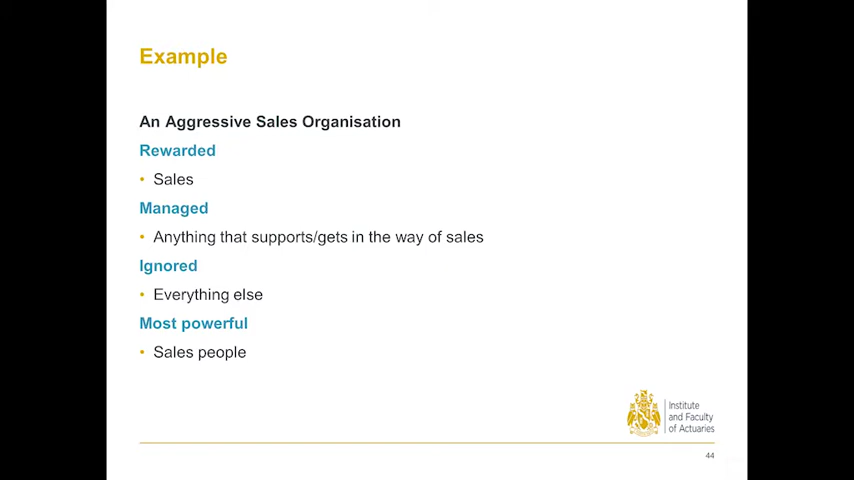 Example
An Aggressive Sales Organisation
Rewarded
• Sales
Managed
• Anything that supports/gets in the way of sales
Ignored
• Everything else
Most powerful
• Sales people
Institute
and Faculty
of Actuaries
44